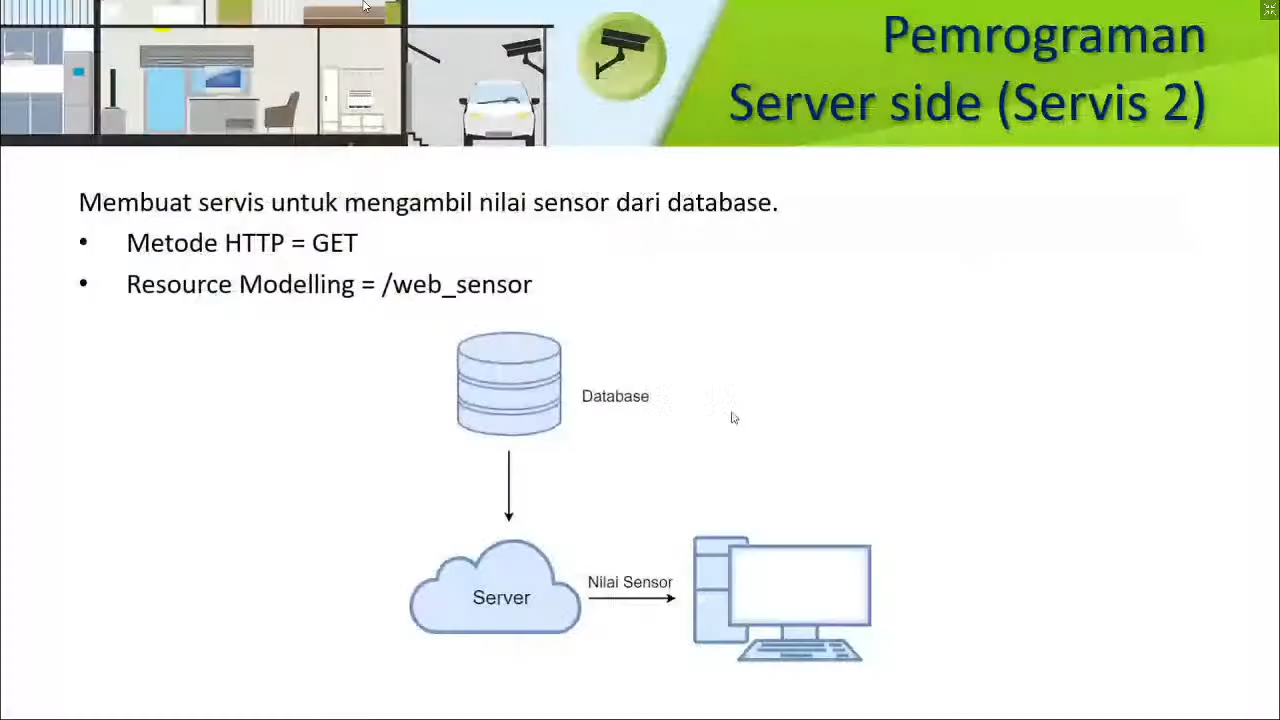 Pemrograman
Server side (Servis 2)
Membuat servis untuk mengambil nilai sensor dari database.
• Metode HTTP = GET
• Resource Modelling = /web_sensor
Database
Server
Nilai Sensor